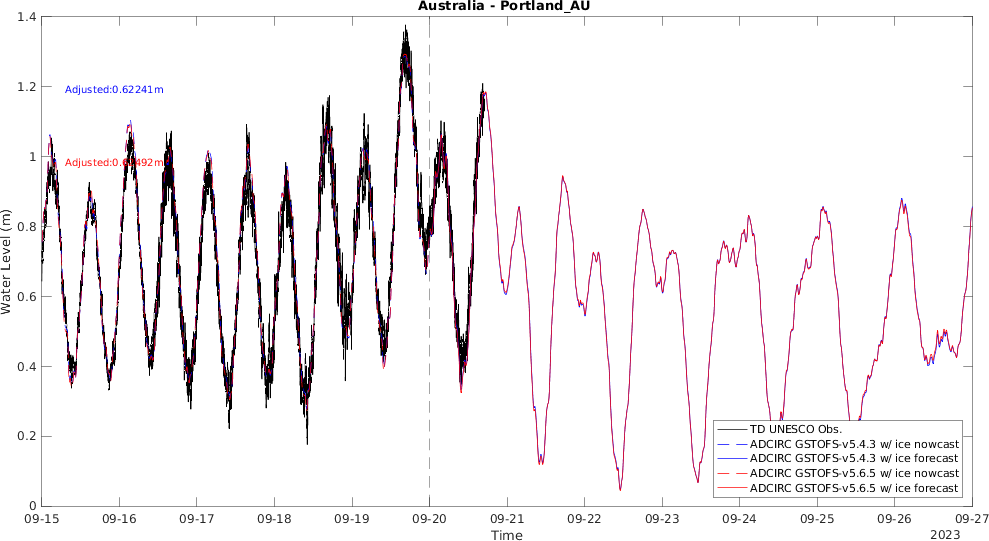 Australia - Portland_AU
1.4
1.2
1
0.8
0.6
0.4
0.2
0
Water Level (m)
Adjusted:0.62241m
TD UNESCO Obs.
ADCIRC GSTOFS-v5.4.3 w/ ice nowcast
ADCIRC GSTOFS-v5.4.3 w/ ice forecast
ADCIRC GSTOFS-v5.6.5 w/ ice nowcast
ADCIRC GSTOFS-v5.6.5 w/ ice forecast
09-15 09-16 09-17 09-18 09-19 09-20 09-21 09-22 09-23 09-24 09-25 09-26 09-27
Time
2023